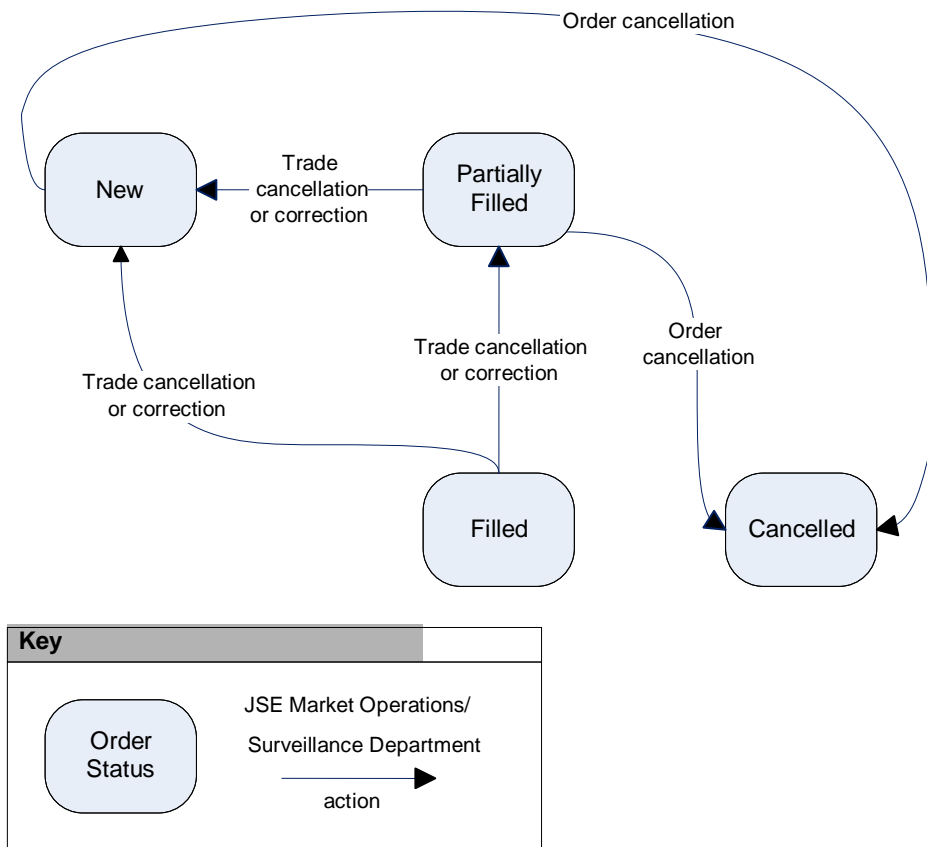 Order cancellation
New
Trade
cancellation
or correction
Partially
Filled
Trade cancellation
or correction
Trade cancellation
or correction
Order
cancellation
Filled
Cancelled
Key
Order
Status
JSE Market Operations/
Surveillance Department
action